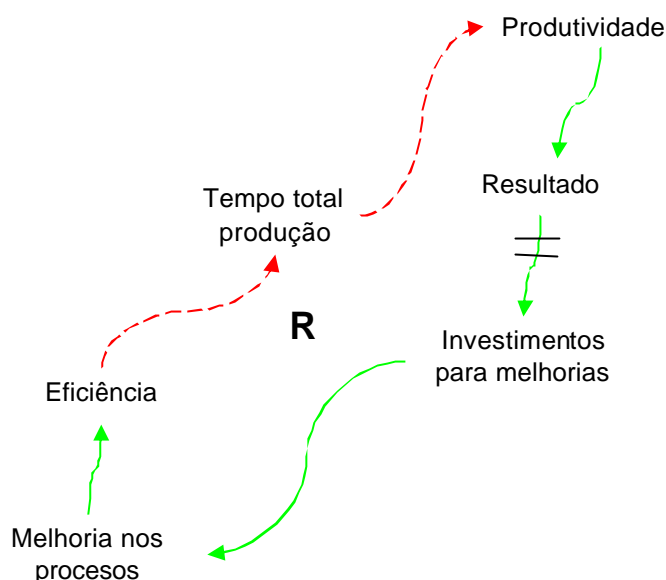 Produtividade
Resultado
Tempo total
produção
R
Investimentos
para melhorias
Eficiência
Melhoria nos
procesos